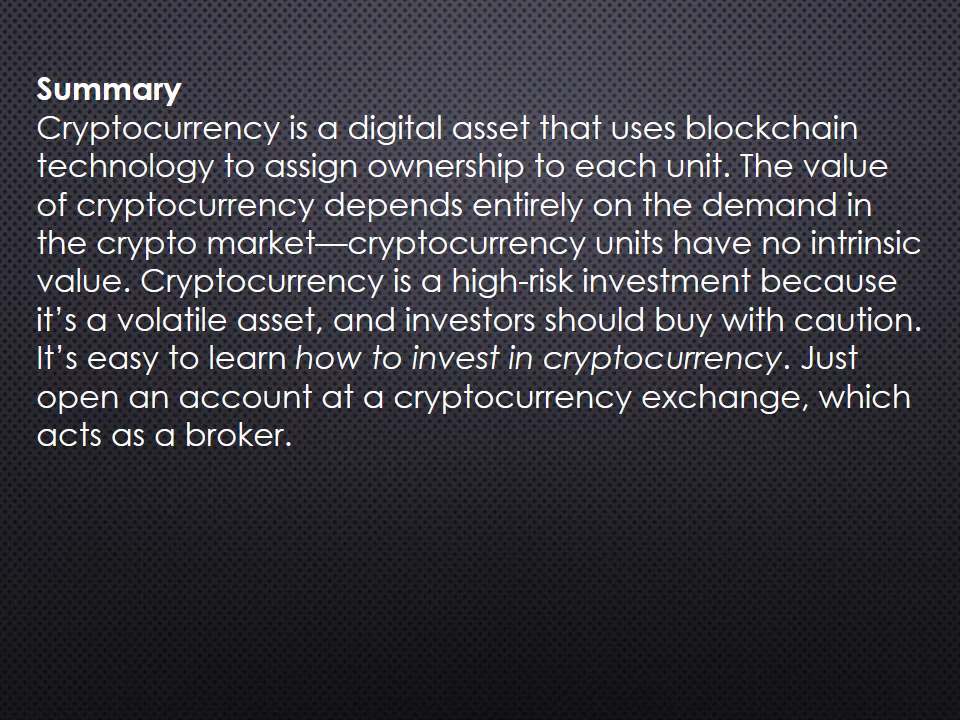 Summary
Cryptocurrency is a digital asset that uses blockchain
technology to assign ownership to each unit. The value
of cryptocurrency depends entirely on the demand in
the crypto market—cryptocurrency units have no intrinsic
value. Cryptocurrency is a high-risk investment because
it’s a volatile asset, and investors should buy with caution.
It’s easy to learn how to invest in cryptocurrency. Just
open an account at a cryptocurrency exchange, which
acts as a broker.